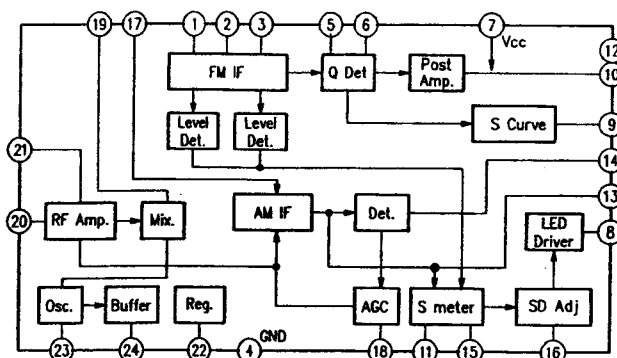 19
17
1
2
3
5
6
7
Vcc
12
10
FM IF
Q Det
Post
Amp.
Level
Det.
Level
Det.
S Curve
9
21
14
AM IF
Det.
13
20
RF Amp.
Mix.
LED
Driver
8
Osc.
Buffer
Reg.
AGC
S meter
SD Adj
GND
23
24
22
4
18
11
15
16